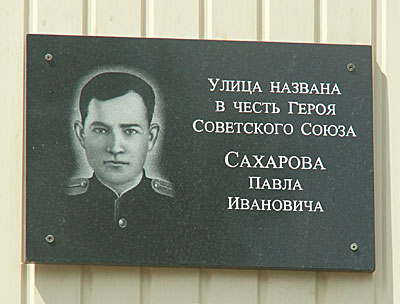 Улица названа
в честь Героя
Советского Союза
Сахарова
Павла
Ивановича